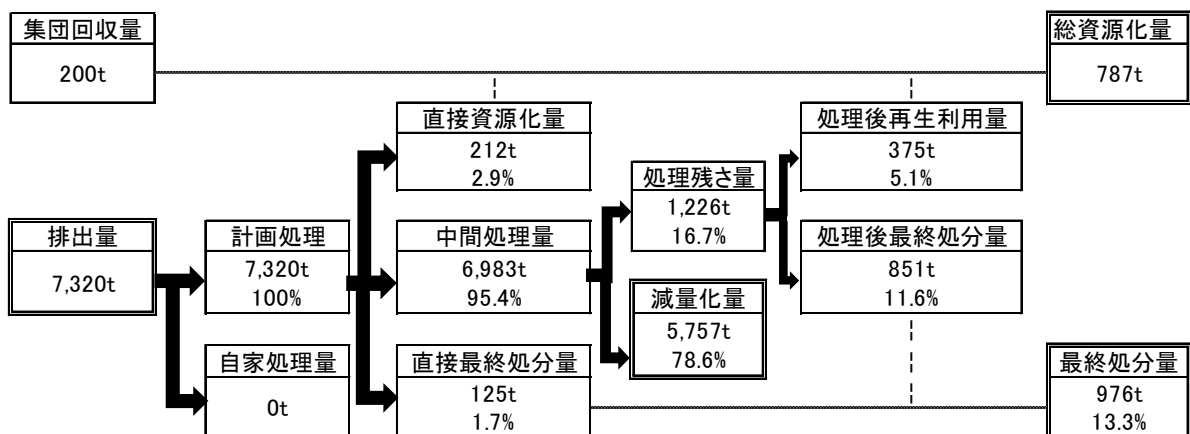 集団回収量
200t
総資源化量
787t
直接資源化量
212t
2.9%
処理後再生利用量
375t
5.1%
処理残さ量
1,226t
16.7%
排出量
7,320t
計画処理
7,320t
100%
中間処理量
6,983t
95.4%
処理後最終処分量
851t
11.6%
減量化量
5,757t
78.6%
自家処理量
0t
直接最終処分量
125t
1.7%
最終処分量
976t
13.3%